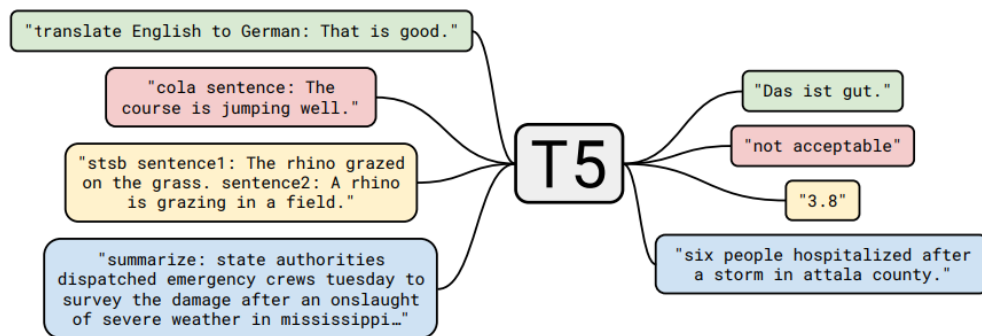 "translate English to German: That is good."
"cola sentence: The
course is jumping well."
"stsb sentence1: The rhino grazed
on the grass. sentence2: A rhino
is grazing in a field."
"summarize: state authorities
dispatched emergency crews tuesday to
survey the damage after an onslaught
of severe weather in mississippi…"
T5
"Das ist gut."
"not acceptable"
"3.8"
"six people hospitalized after
a storm in attala county."